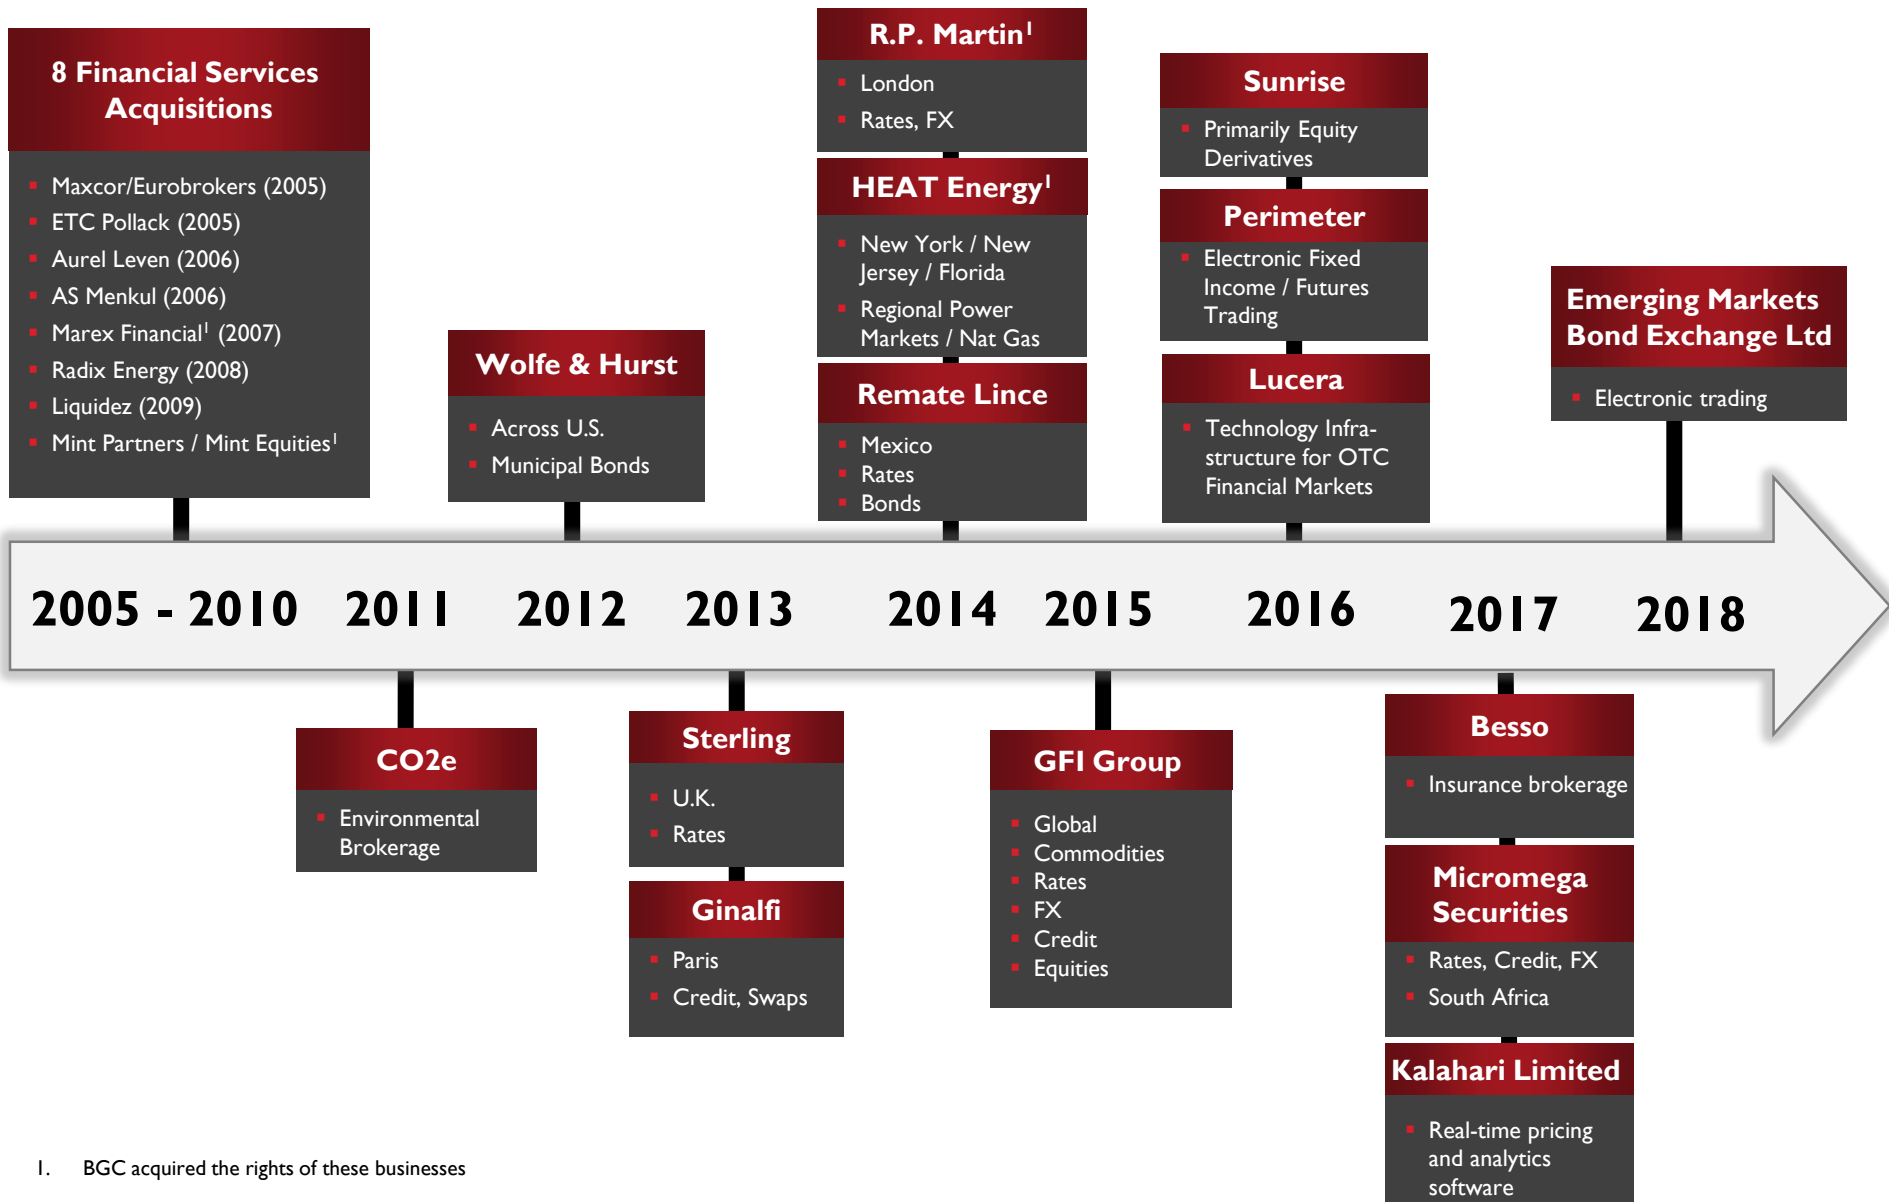 8 Financial Services
Acquisitions
Maxcor/Eurobrokers (2005)
ETC Pollack (2005)
Aurel Leven (2006)
AS Menkul (2006)
Marex Financial¹ (2007)
Radix Energy (2008)
Liquidez (2009)
Mint Partners / Mint Equities¹
Wolfe & Hurst
Across U.S.
Municipal Bonds
R.P. Martin¹
London
Rates, FX
HEAT Energy¹
New York / New
Jersey / Florida
Regional Power
Markets / Nat Gas
Remate Lince
Mexico
Rates
Bonds
Sunrise
Primarily Equity
Derivatives
Perimeter
Electronic Fixed
Income / Futures
Trading
Lucera
Technology Infra-
structure for OTC
Financial Markets
Emerging Markets
Bond Exchange Ltd
Electronic trading
2005 - 2010 2011 2012 2013 2014 2015 2016 2017 2018
CO2e
Environmental
Brokerage
Sterling
U.K.
Rates
Ginalfi
Paris
Credit, Swaps
GFI Group
Global
Commodities
Rates
FX
Credit
Equities
Besso
Insurance brokerage
Micromega
Securities
Rates, Credit, FX
South Africa
Kalahari Limited
Real-time pricing
and analytics
software
1. BGC acquired the rights of these businesses